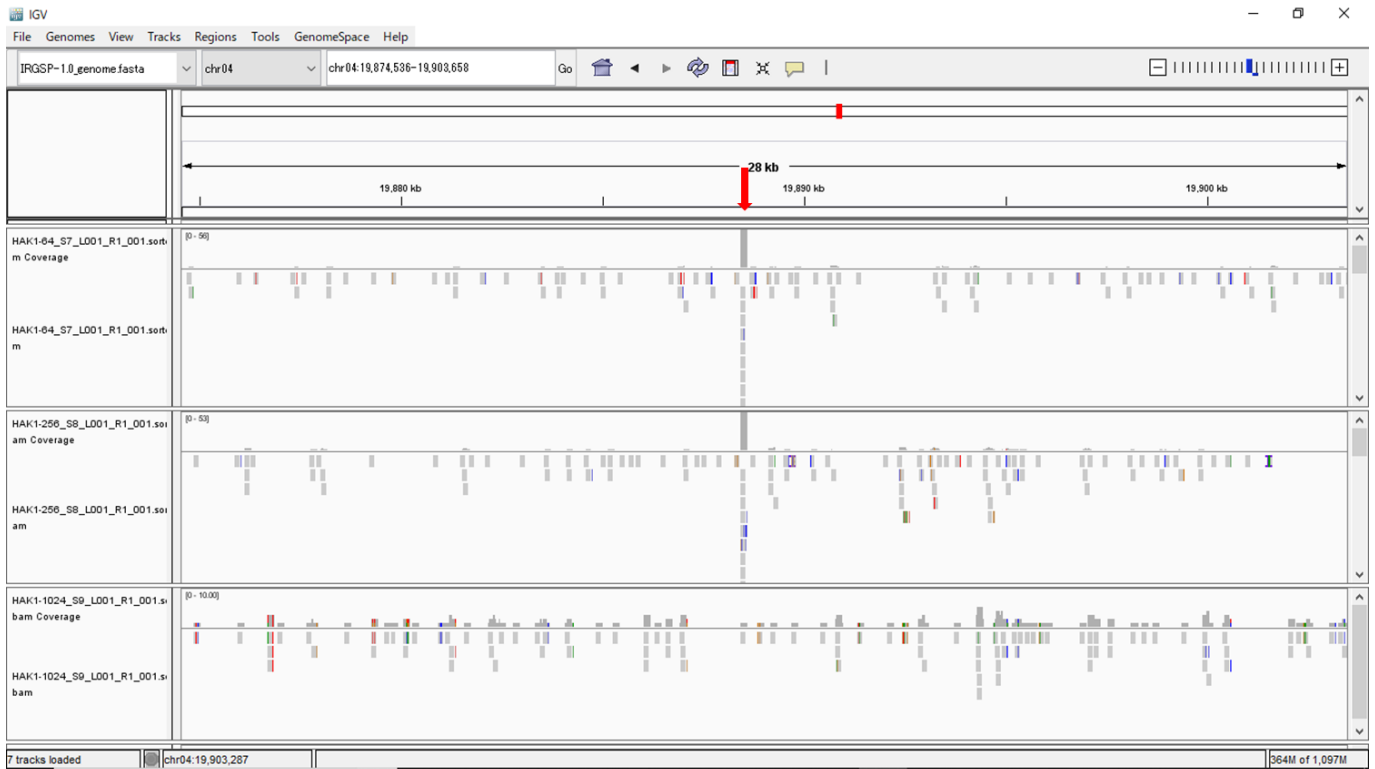 IGV
File Genomes View Tracks Regions Tools GenomeSpace Help
IRGSP-1.0_genome.fasta chr04 chr04:19,874,536-19,903,658 Go
28 kb
19,880 kb 19,890 kb 19,900 kb
HAK1-64_S7_L001_R1_001.sort
m Coverage
[0 - 56]
HAK1-64_S7_L001_R1_001.sort
m
HAK1-256_S8_L001_R1_001.so
am Coverage
[0 - 53]
HAK1-256_S8_L001_R1_001.so
am
HAK1-1024_S9_L001_R1_001.s
bam Coverage
[0 - 10.00]
HAK1-1024_S9_L001_R1_001.s
bam
7 tracks loaded chr04:19,903,287 364M of 1,097M